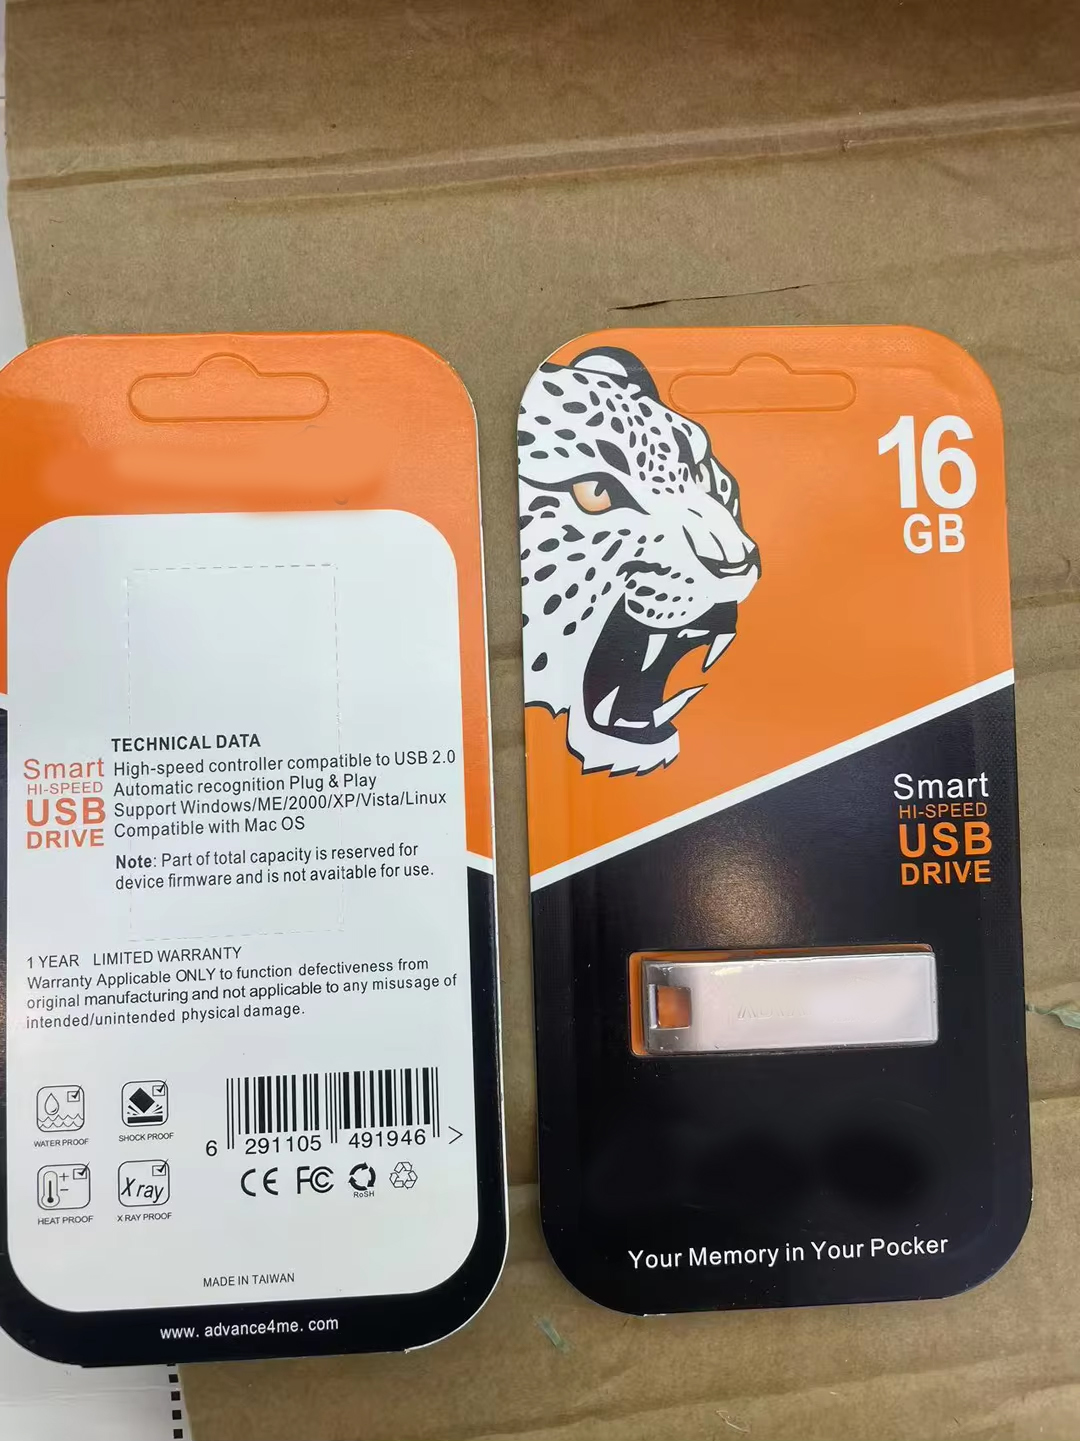 TECHNICAL DATA
Smart
HI-SPEED
USB
DRIVE
High-speed controller compatible to USB 2.0
Automatic recognition Plug & Play
Support Windows/ME/2000/XP/Vista/Linux
Compatible with Mac OS
Note: Part of total capacity is reserved for
device firmware and is not avaitable for use.
1 YEAR LIMITED WARRANTY
Warranty Applicable ONLY to function defectiveness from
original manufacturing and not applicable to any misusage of
intended/unintended physical damage.
WATER PROOF
SHOCK PROOF
HEAT PROOF
Xray
X RAY PROOF
6 291105 491946 >
CE FC
RoSH
MADE IN TAIWAN
www. advance4me. com
16
GB
Smart
HI-SPEED
USB
DRIVE
Your Memory in Your Pocker